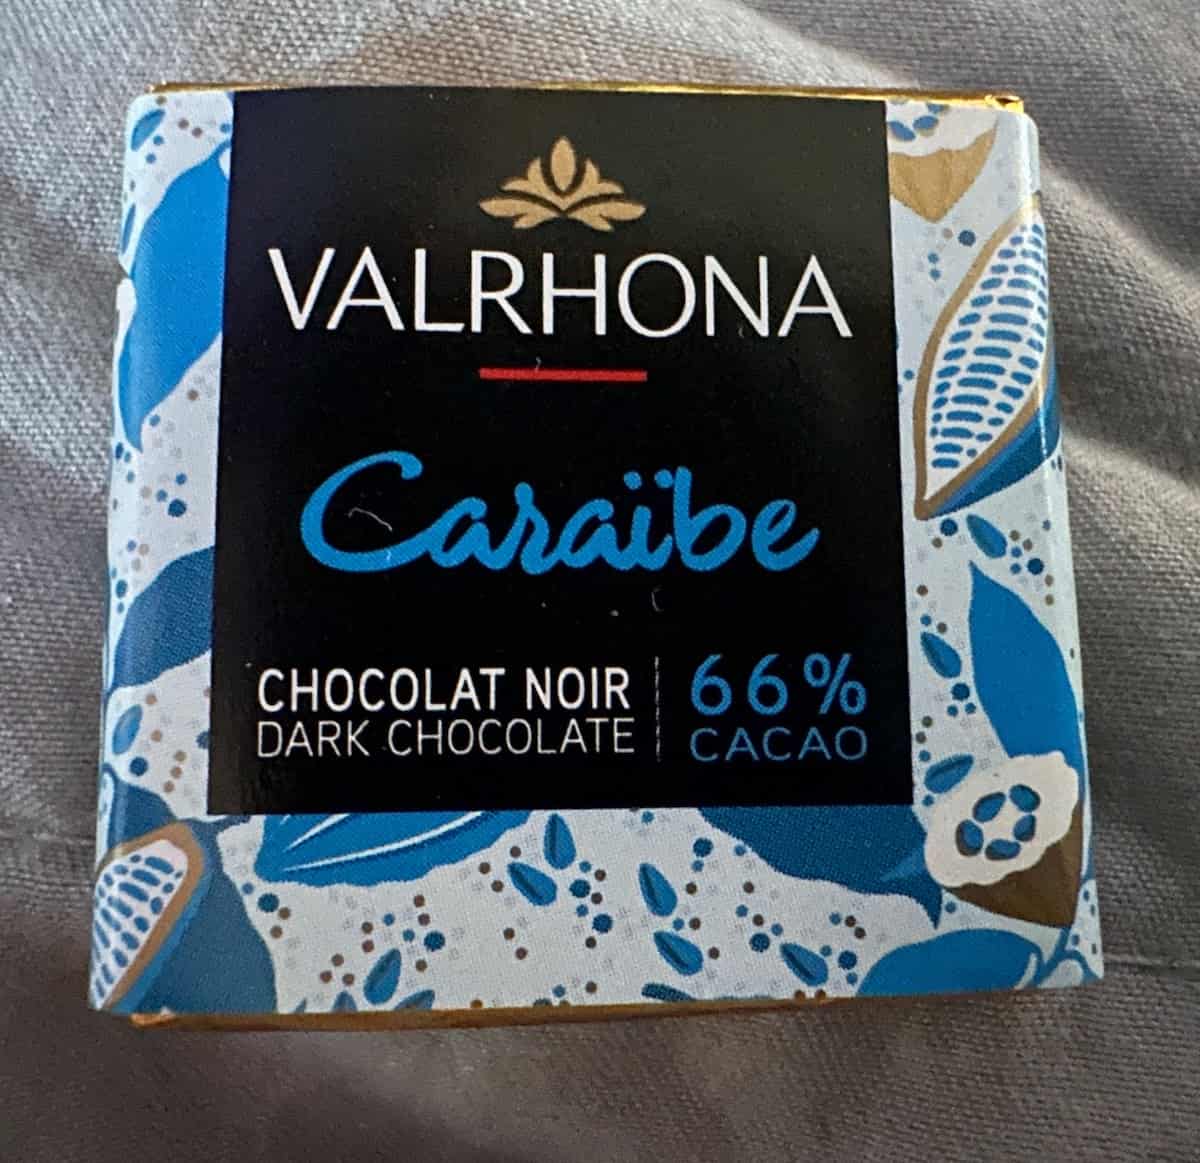 VALRHONA
Caraïbe
CHOCOLAT NOIR
DARK CHOCOLATE
66%
CACAO